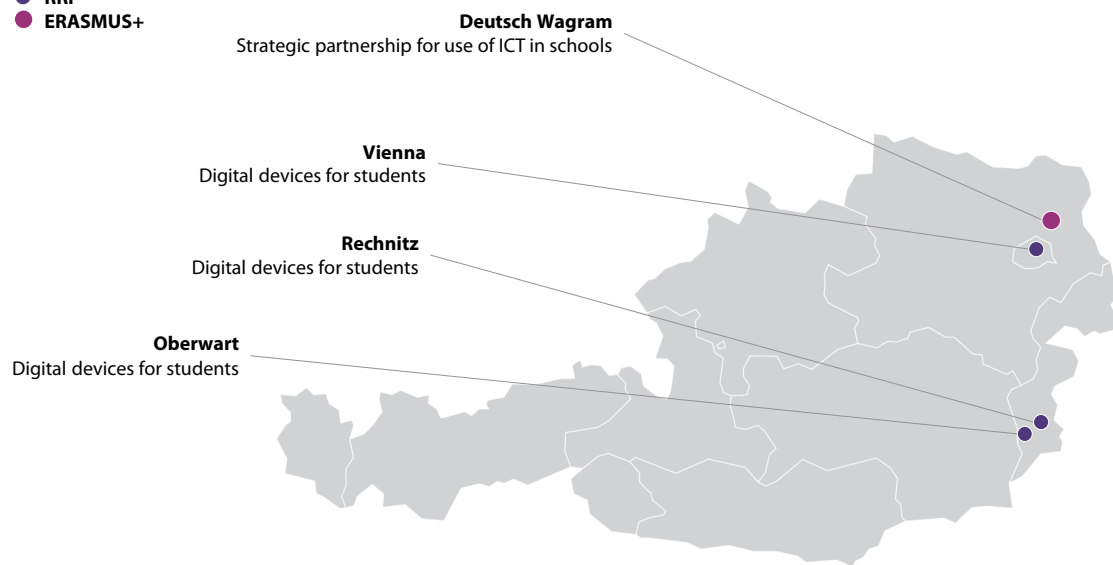 RRF
ERASMUS+
Deutsch Wagram
Strategic partnership for use of ICT in schools
Vienna
Digital devices for students
Rechnitz
Digital devices for students
Oberwart
Digital devices for students